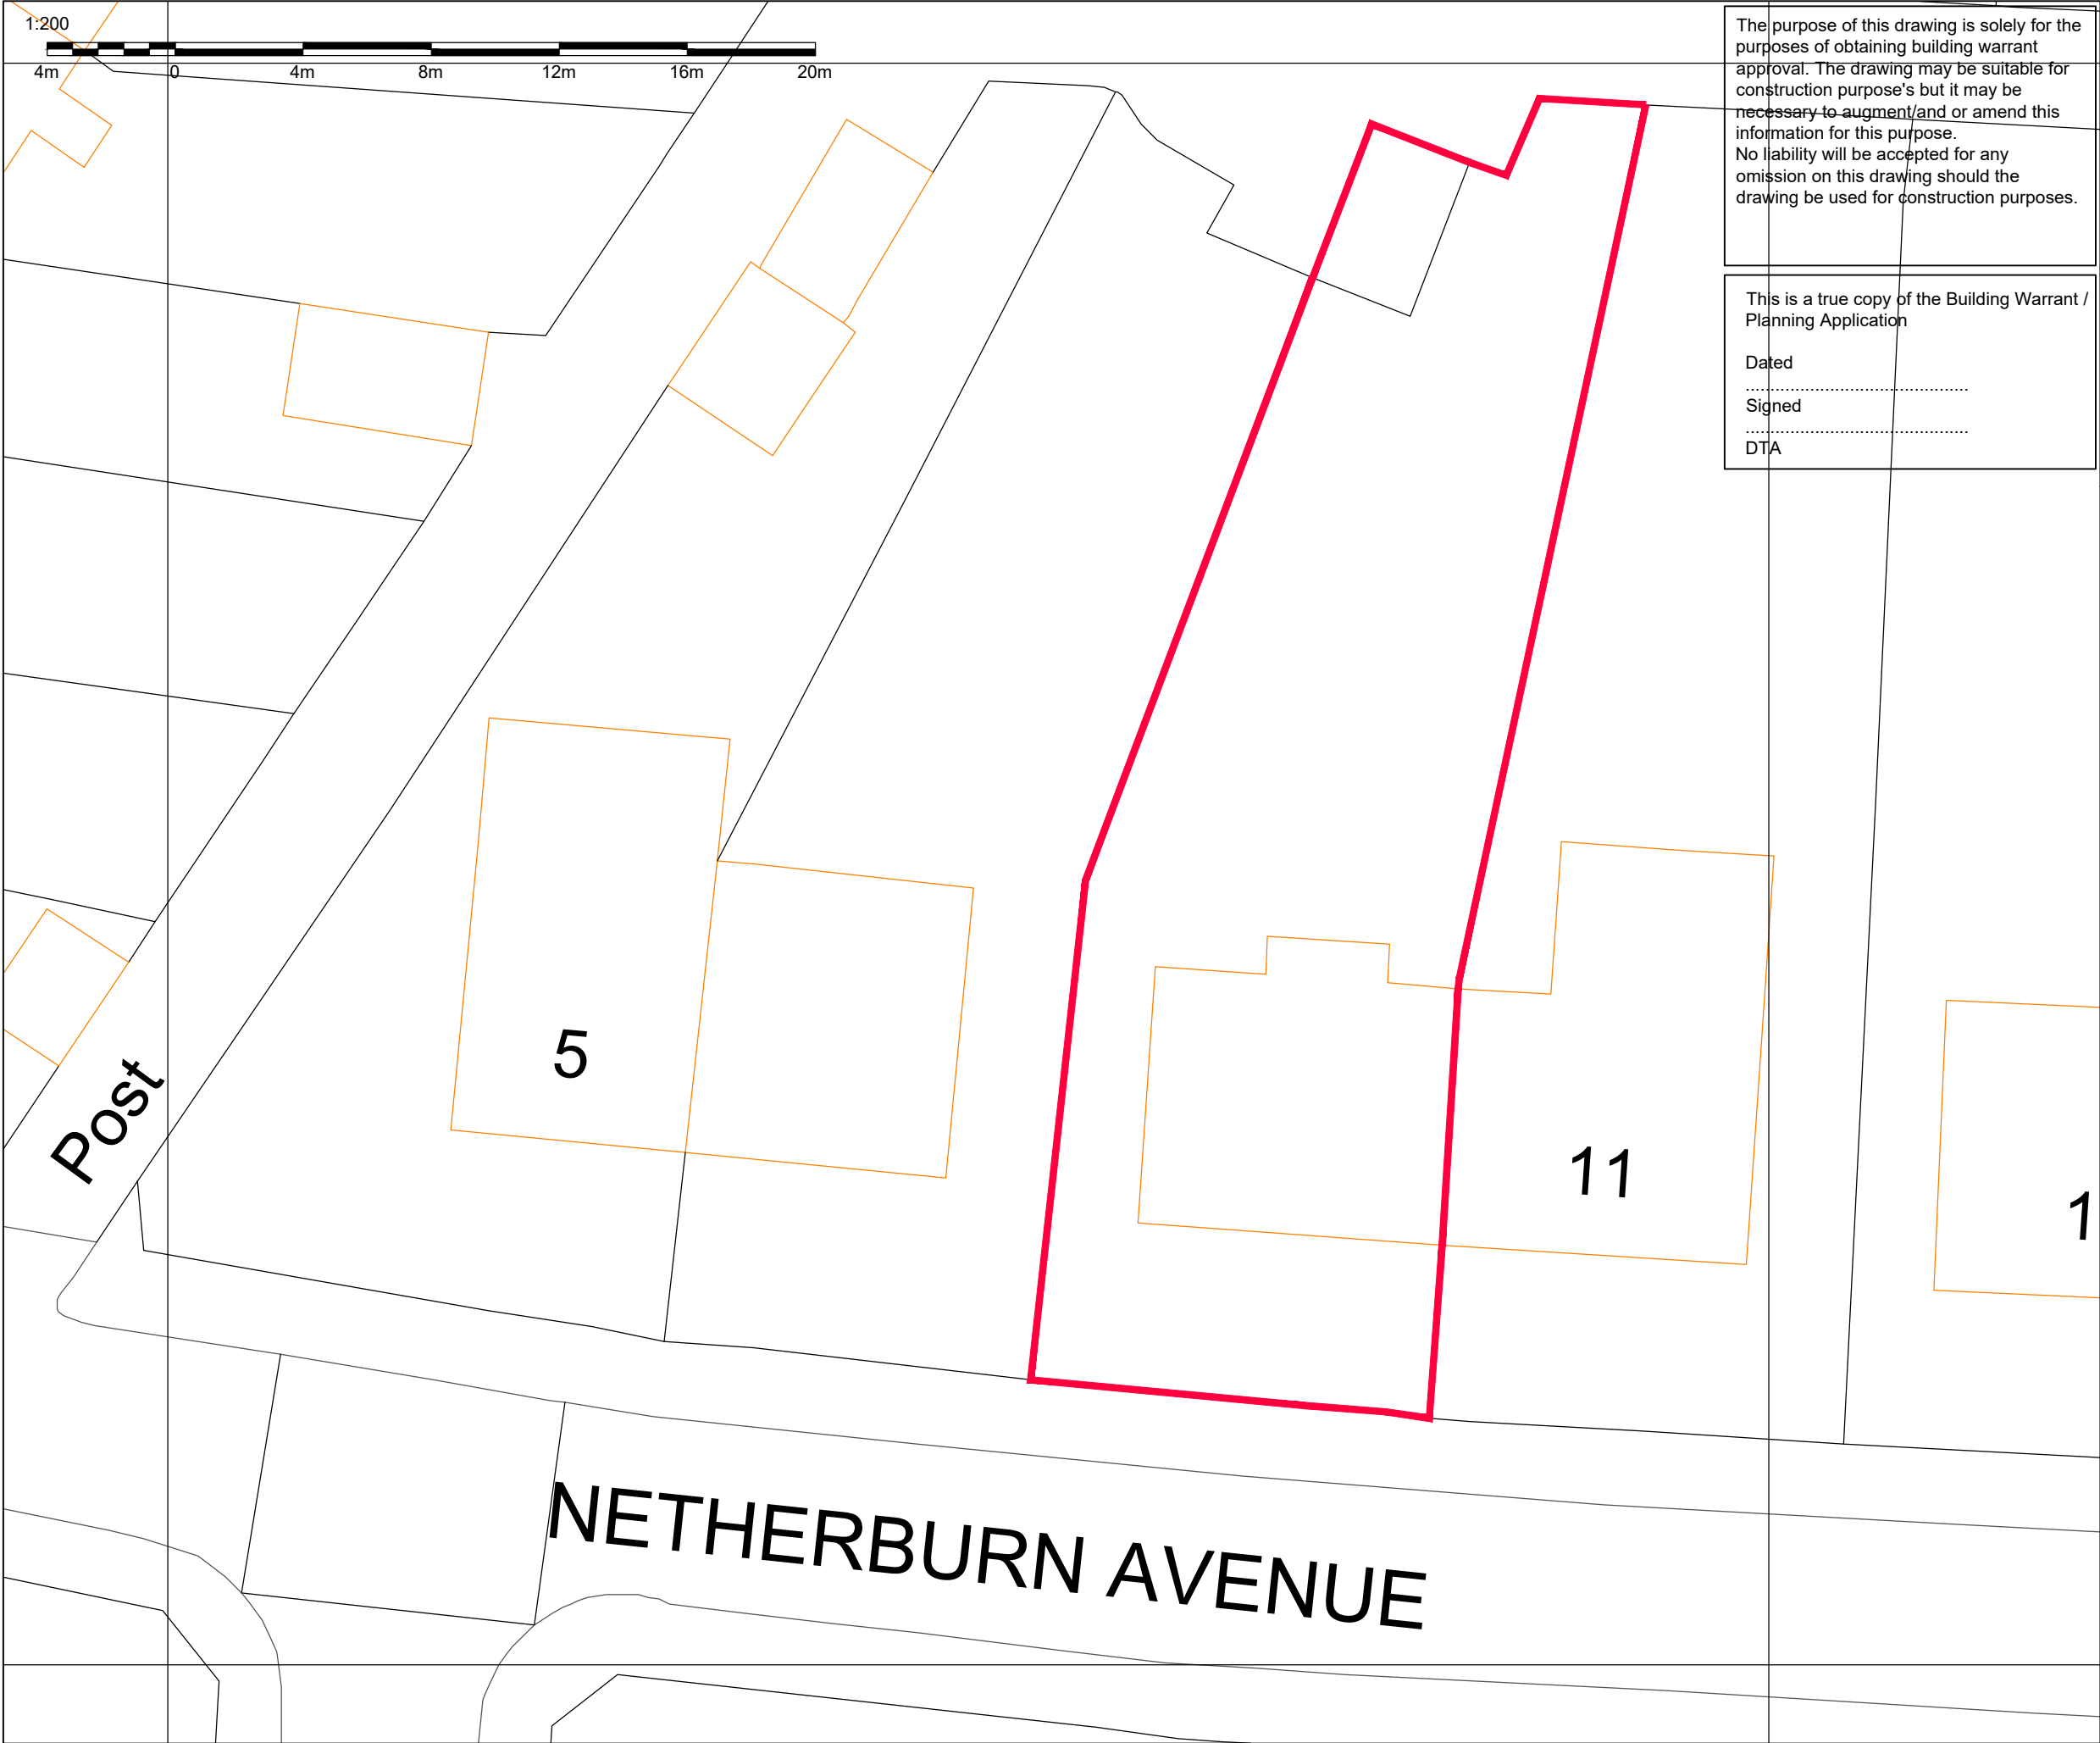 1:200
4m 0 4m 8m 12m 16m 20m
The purpose of this drawing is solely for the
purposes of obtaining building warrant
approval. The drawing may be suitable for
construction purpose's but it may be
necessary to augment/and or amend this
information for this purpose.
No liability will be accepted for any
omission on this drawing should the
drawing be used for construction purposes.
This is a true copy of the Building Warrant /
Planning Application
Dated
..........................................
Signed
..........................................
DTA
5
Post
11
1
NETHERBURN AVENUE